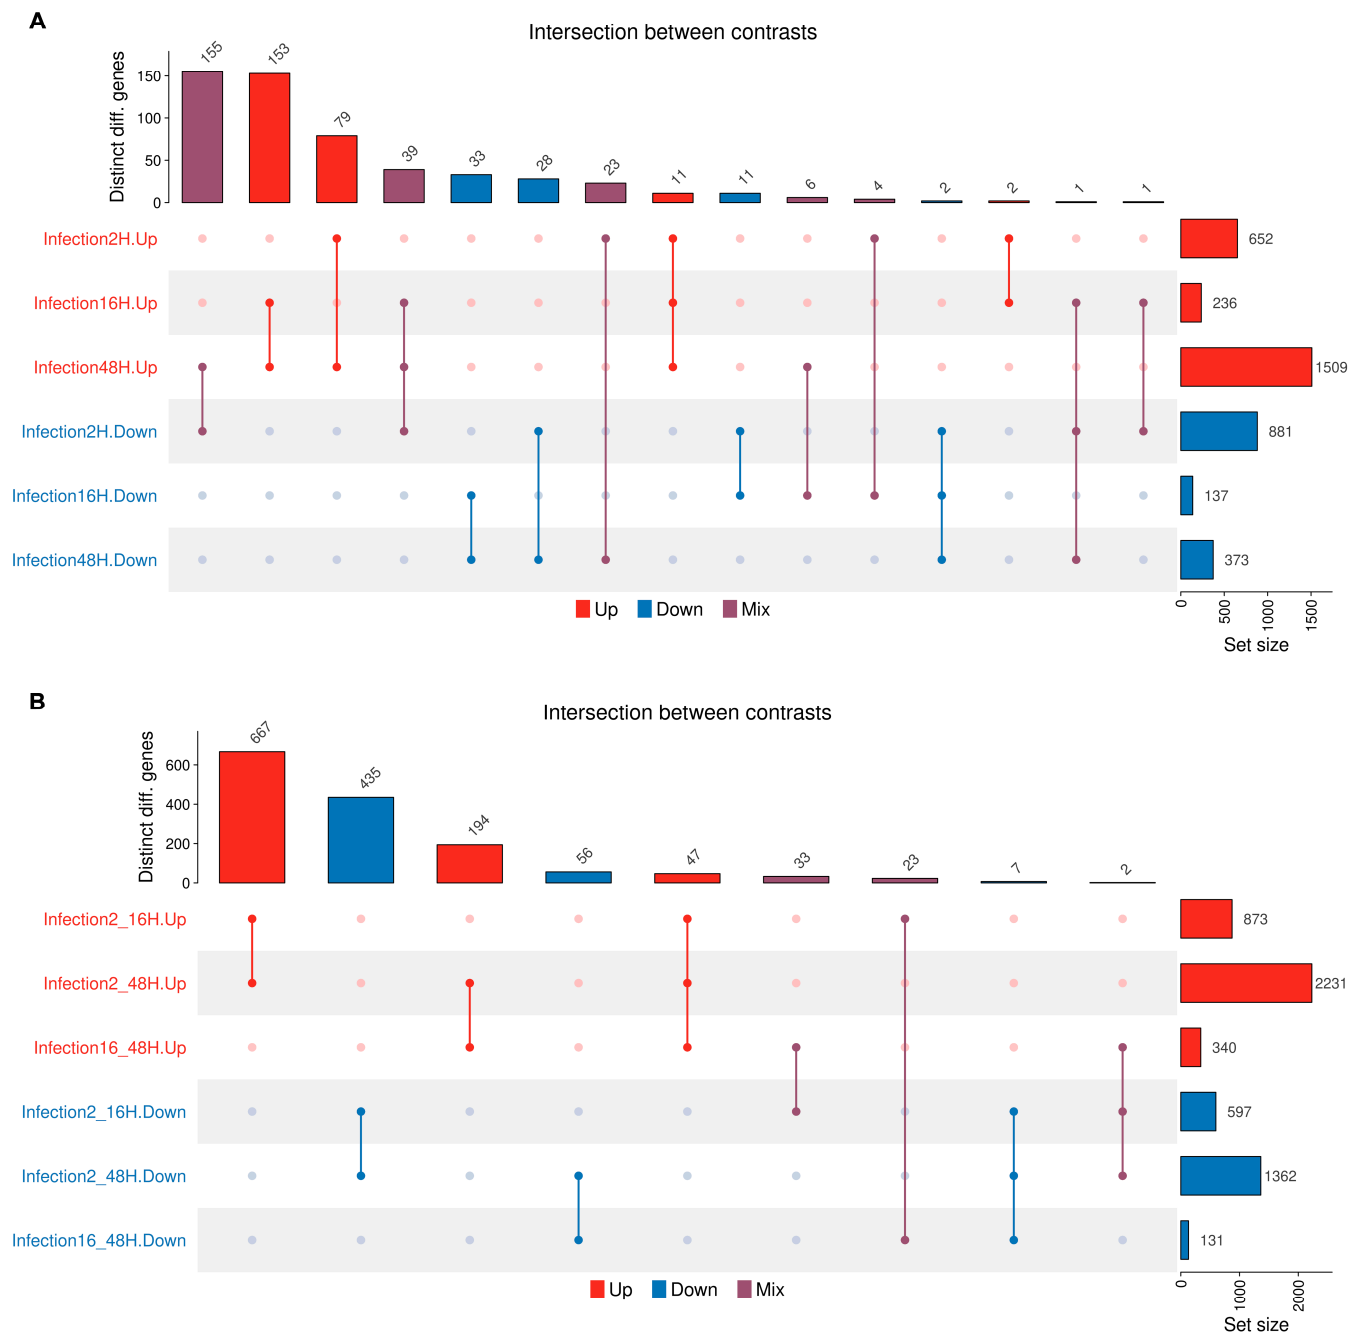 A
Intersection between contrasts
Distinct diff. genes
150
100
50
0
155
153
79
39
33
28
23
11
11
6
4
2
2
1
1
Infection2H.Up
652
Infection16H.Up
236
Infection48H.Up
1509
Infection2H.Down
881
Infection16H.Down
137
Infection48H.Down
373
0
500
1000
1500
Set size
Up Down Mix
B
Intersection between contrasts
Distinct diff. genes
600
400
200
0
667
435
194
56
47
33
23
7
2
Infection2_16H.Up
873
Infection2_48H.Up
2231
Infection16_48H.Up
340
Infection2_16H.Down
597
Infection2_48H.Down
1362
Infection16_48H.Down
131
0
1000
2000
Set size
Up Down Mix